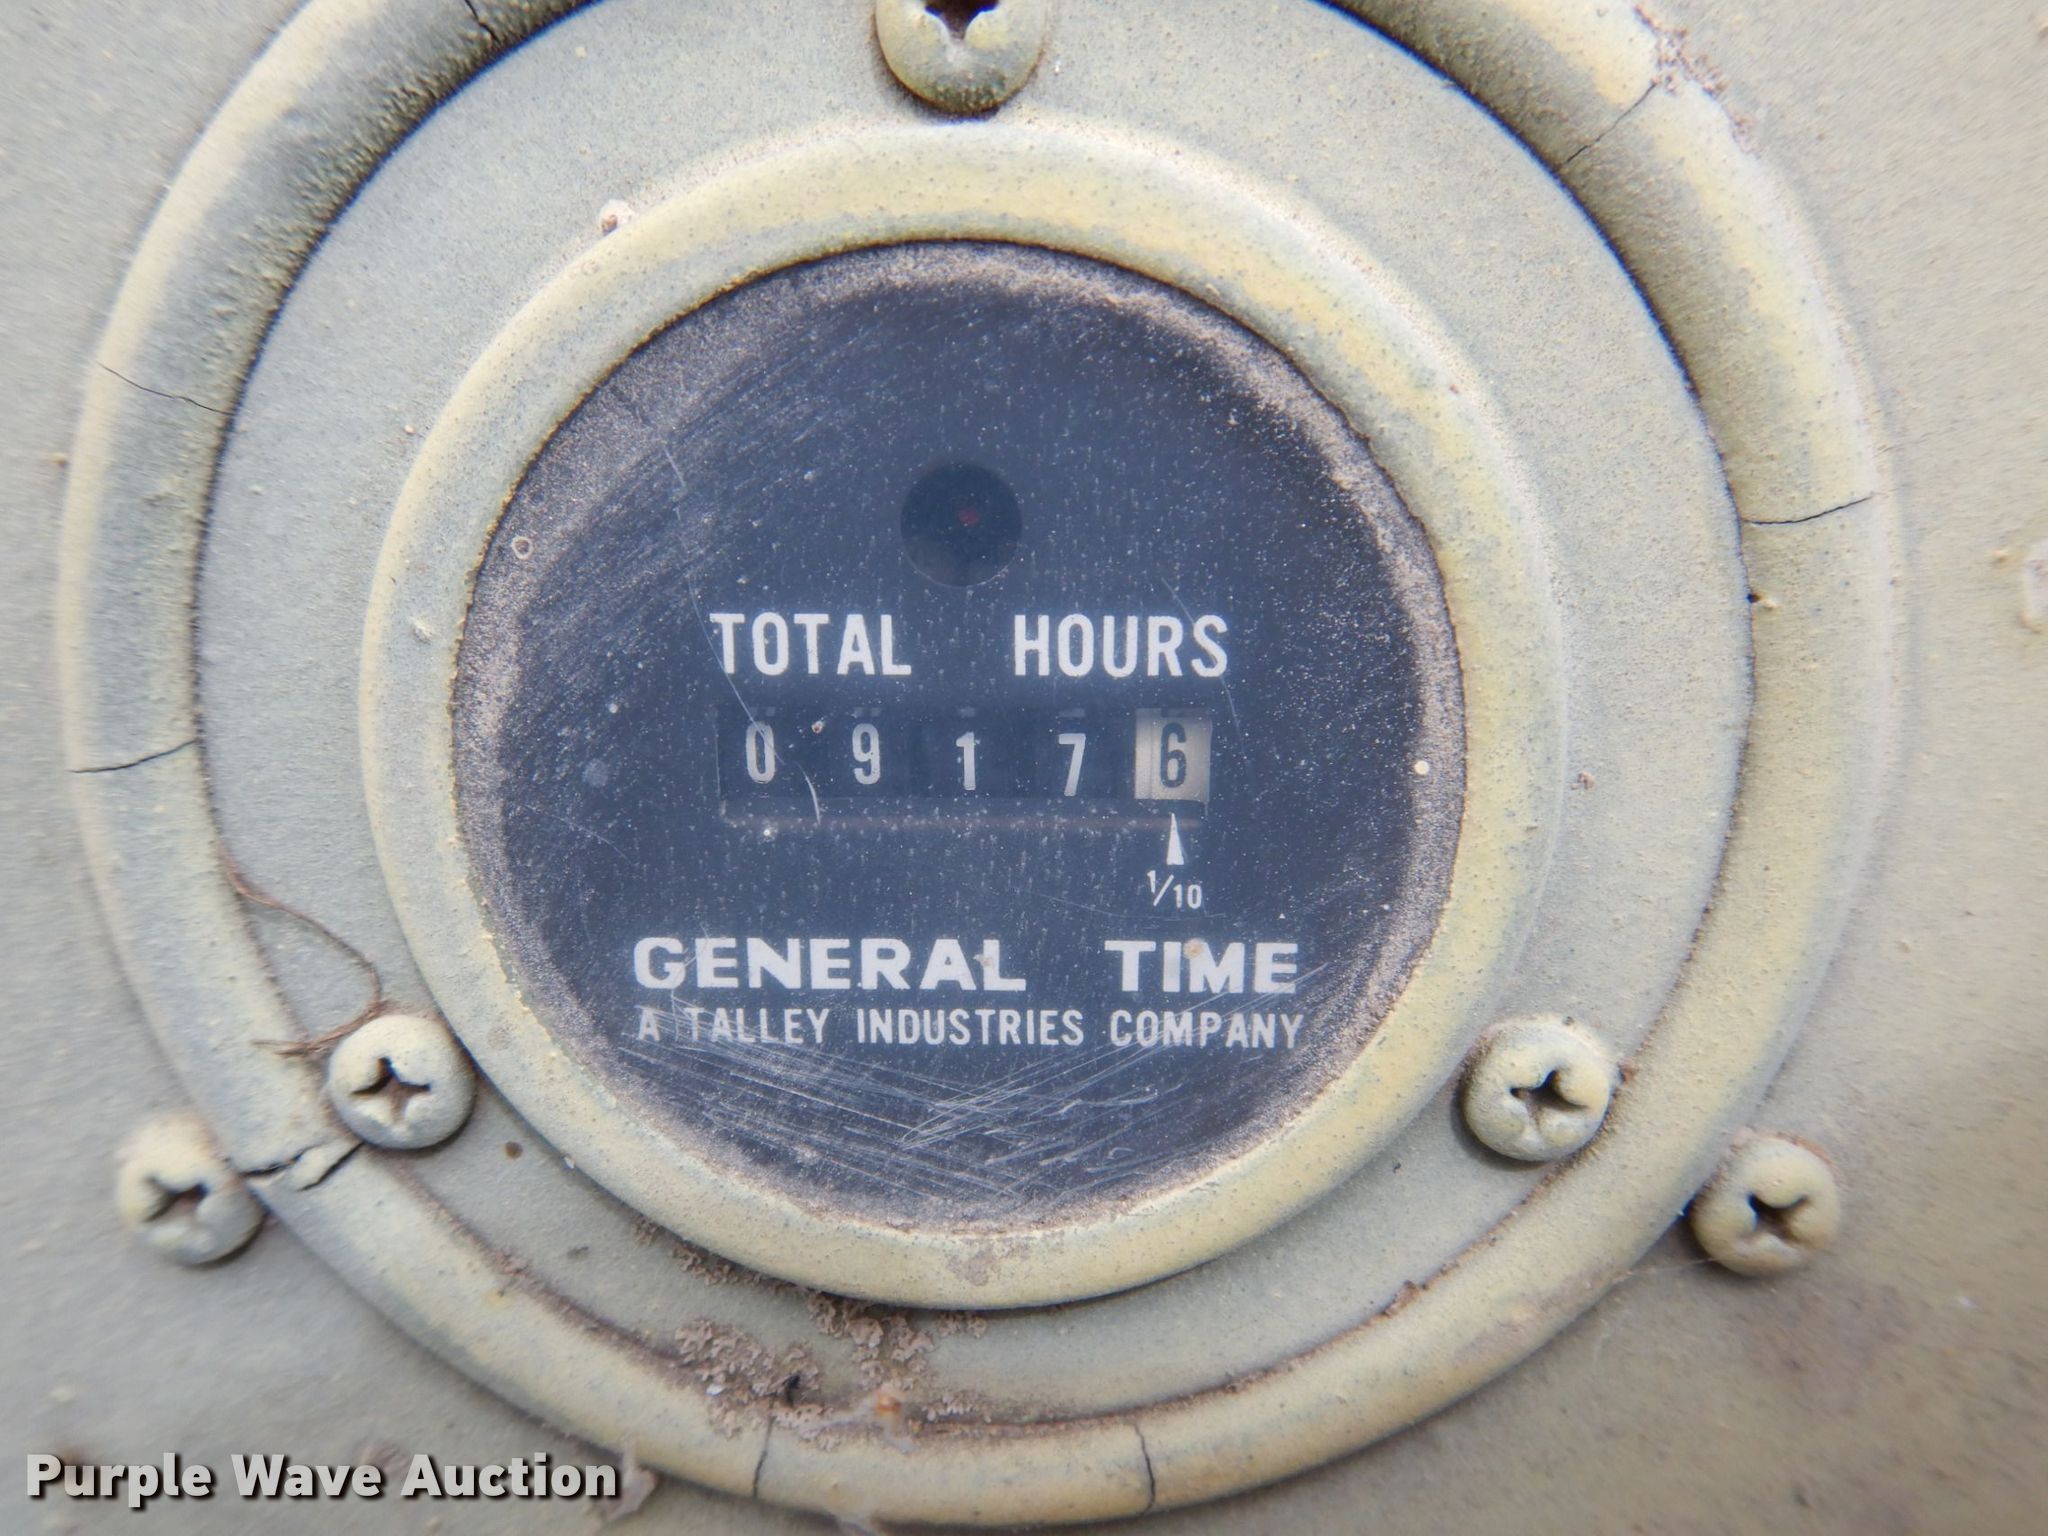 TOTAL HOURS
0 9 1 7 6
1/10
GENERAL TIME
A TALLEY INDUSTRIES COMPANY
Purple Wave Auction